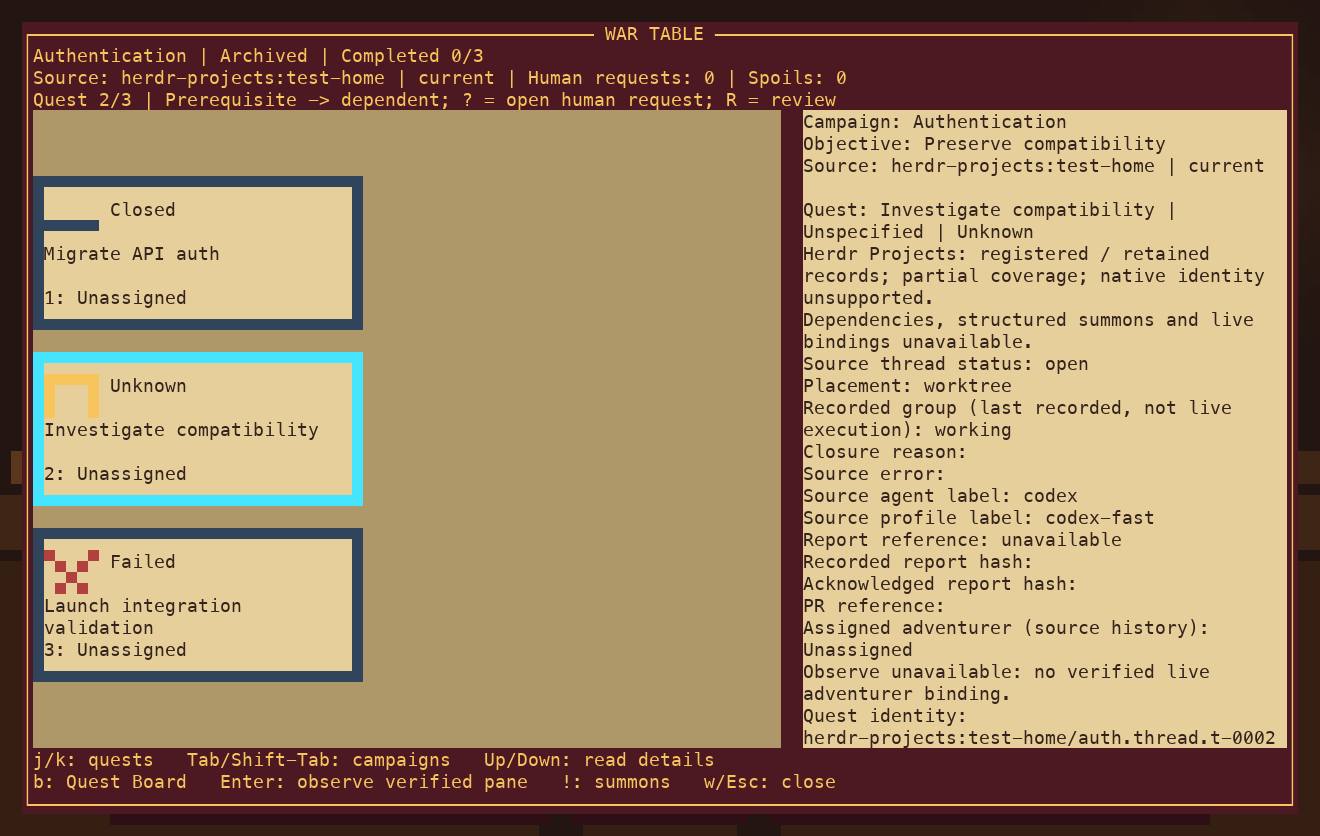 WAR TABLE
Authentication | Archived | Completed 0/3
Source: herdr-projects:test-home | current | Human requests: 0 | Spoils: 0
Quest 2/3 | Prerequisite -> dependent; ? = open human request; R = review
Closed
Migrate API auth
1: Unassigned
Unknown
Investigate compatibility
2: Unassigned
Failed
Launch integration
validation
3: Unassigned
Campaign: Authentication
Objective: Preserve compatibility
Source: herdr-projects:test-home | current
Quest: Investigate compatibility |
Unspecified | Unknown
Herdr Projects: registered / retained
records; partial coverage; native identity
unsupported.
Dependencies, structured summons and live
bindings unavailable.
Source thread status: open
Placement: worktree
Recorded group (last recorded, not live
execution): working
Closure reason:
Source error:
Source agent label: codex
Source profile label: codex-fast
Report reference: unavailable
Recorded report hash:
Acknowledged report hash:
PR reference:
Assigned adventurer (source history):
Unassigned
Observe unavailable: no verified live
adventurer binding.
Quest identity:
herdr-projects:test-home/auth.thread.t-0002
j/k: quests   Tab/Shift-Tab: campaigns   Up/Down: read details
b: Quest Board   Enter: observe verified pane   !: summons   w/Esc: close